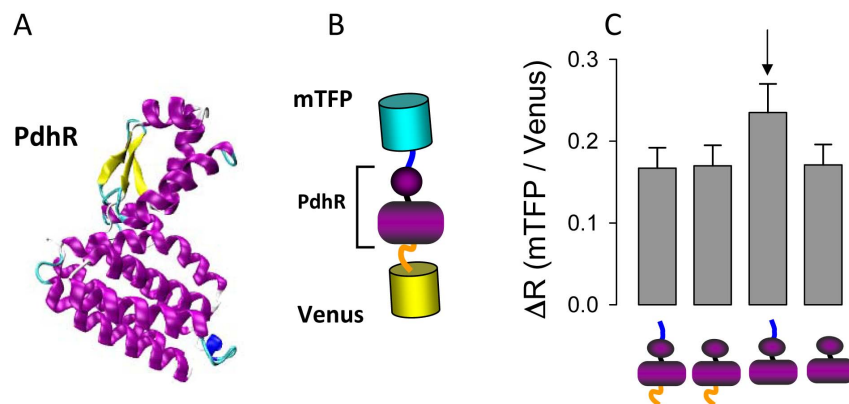 A
PdhR
B
mTFP
PdhR
Venus
C
ΔR (mTFP / Venus)
0.3
0.2
0.1
0.0